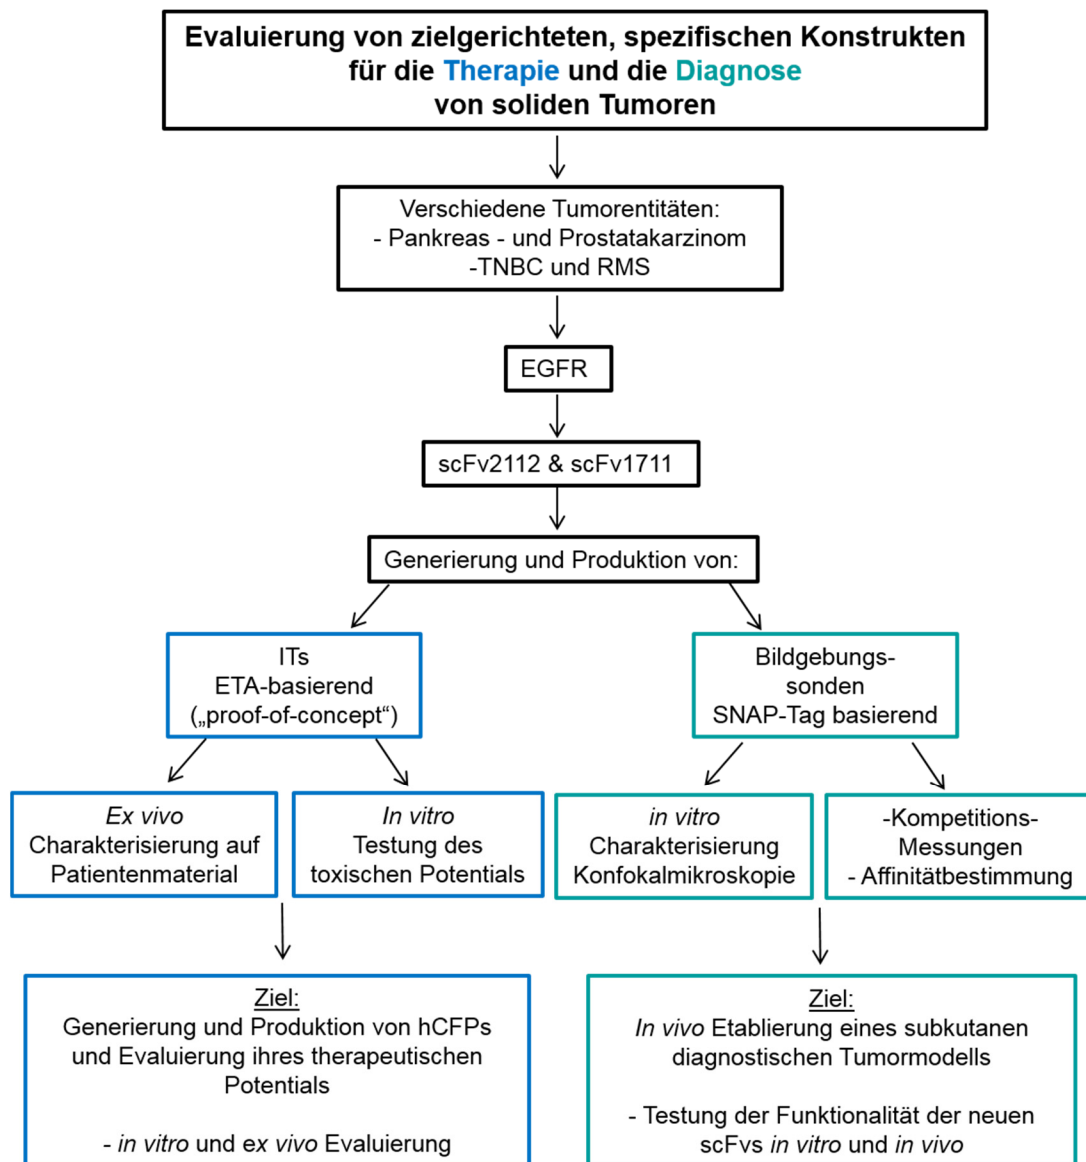 Evaluierung von zielgerichteten, spezifischen Konstrukten
für die Therapie und die Diagnose
von soliden Tumoren
Verschiedene Tumorentitäten:
- Pankreas - und Prostatakarzinom
-TNBC und RMS
EGFR
scFv2112 & scFv1711
Generierung und Produktion von:
ITs
ETA-basierend
(„proof-of-concept“)
Bildgebungs-
sonden
SNAP-Tag basierend
Ex vivo
Charakterisierung auf
Patientenmaterial
In vitro
Testung des
toxischen Potentials
in vitro
Charakterisierung
Konfokalmikroskopie
-Kompetitions-
Messungen
- Affinitätbestimmung
Ziel:
Generierung und Produktion von hCFPs
und Evaluierung ihres therapeutischen
Potentials
- in vitro und ex vivo Evaluierung
Ziel:
In vivo Etablierung eines subkutanen
diagnostischen Tumormodells
- Testung der Funktionalität der neuen
scFvs in vitro und in vivo